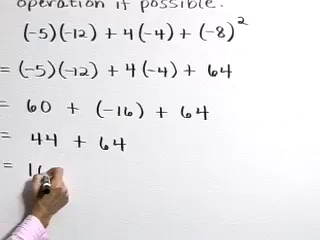 operation if possible.
(-5)(-12) + 4(-4) + (-8)²
= (-5)(-12) + 4(-4) + 64
= 60 + (-16) + 64
= 44 + 64
= 10